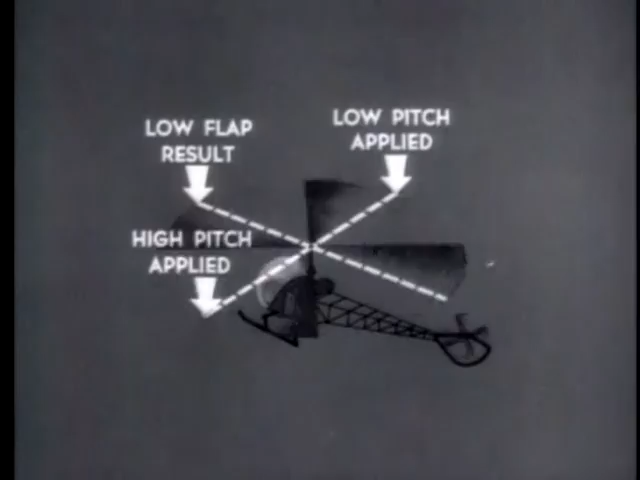 LOW FLAP
RESULT
LOW PITCH
APPLIED
HIGH PITCH
APPLIED